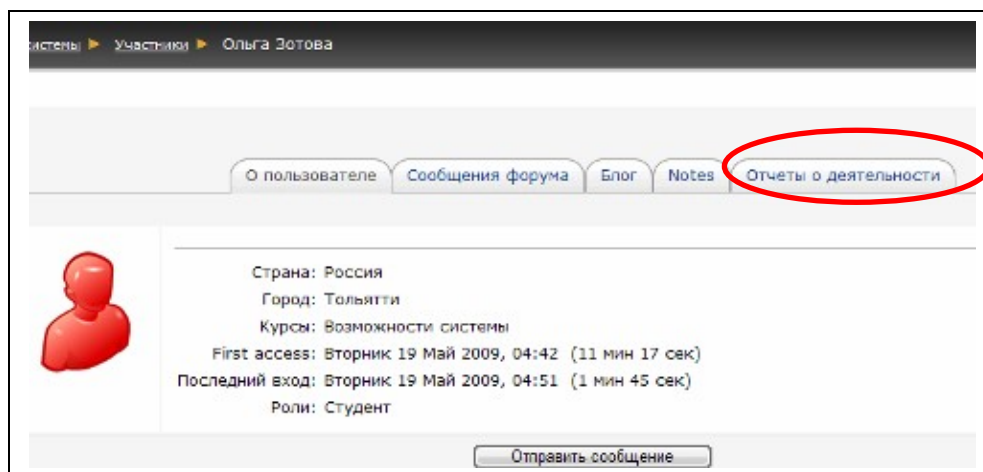 Участники ► Ольга Зотова
О пользователе Сообщения форума Блог Notes Отчеты о деятельности
Страна: Россия
Город: Тольятти
Курсы: Возможности системы
First access: Вторник 19 Май 2009, 04:42 (11 мин 17 сек)
Последний вход: Вторник 19 Май 2009, 04:51 (1 мин 45 сек)
Роли: Студент
Отправить сообщение